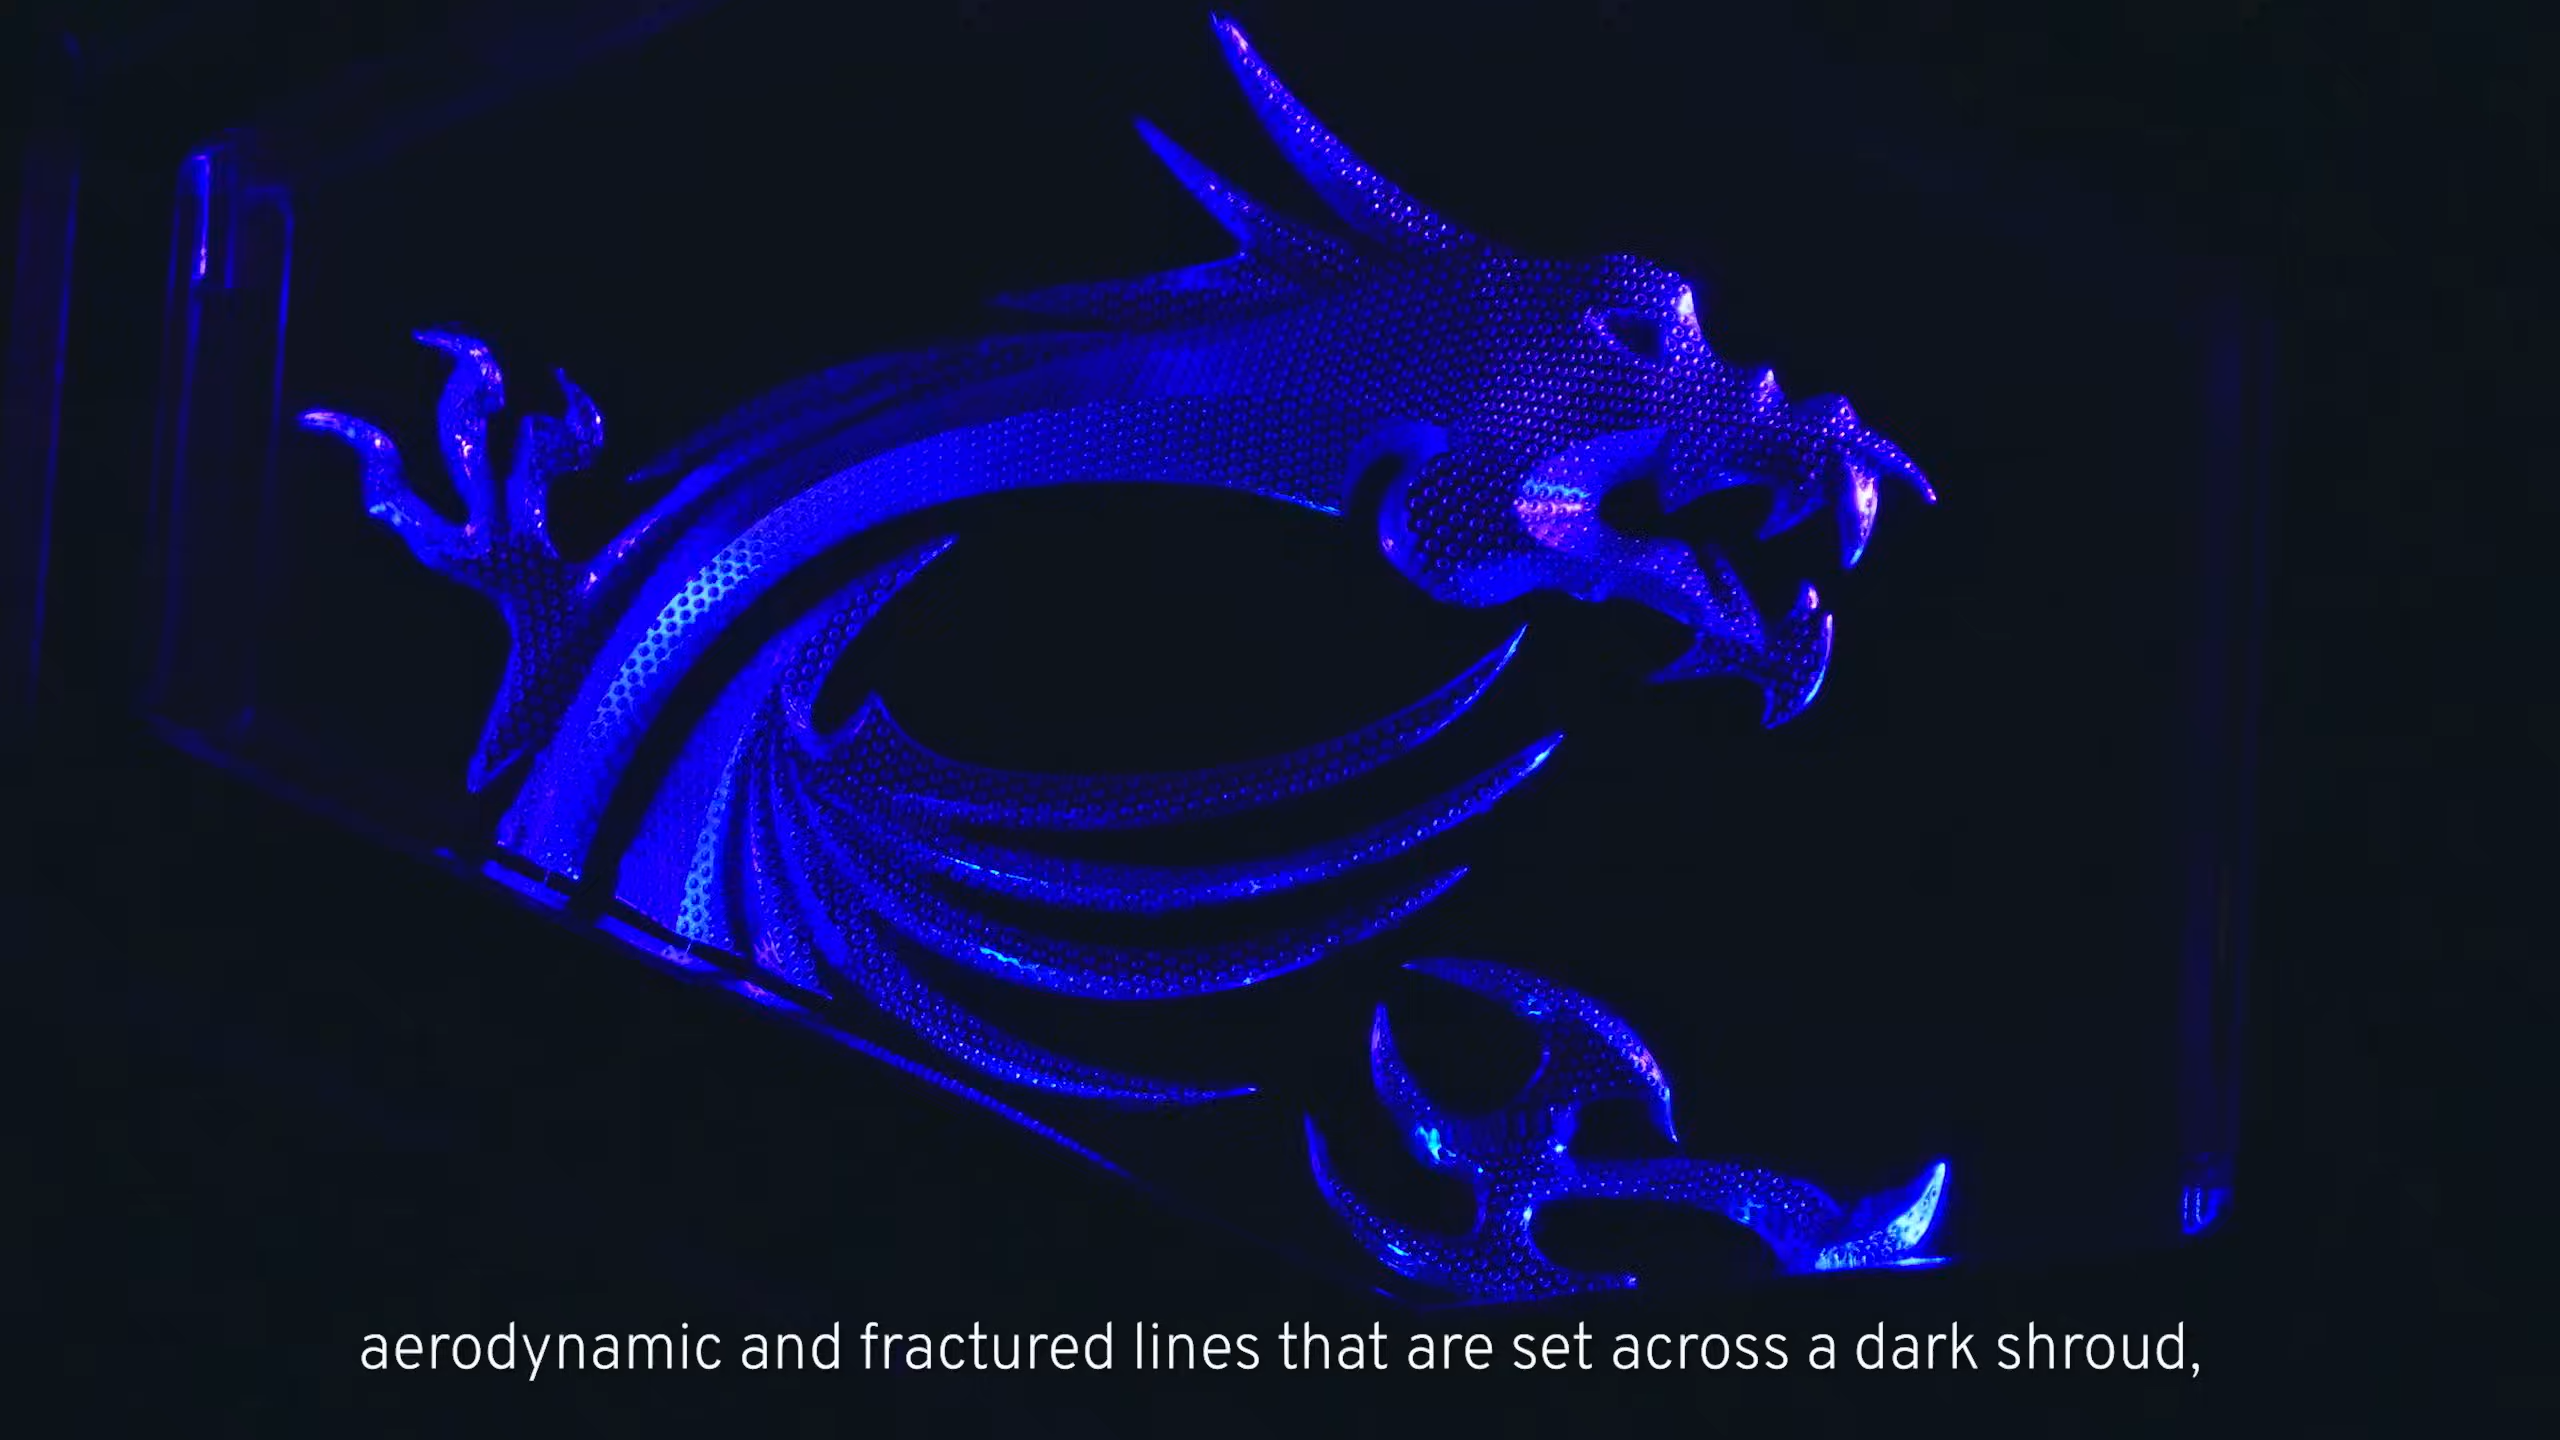 aerodynamic and fractured lines that are set across a dark shroud,